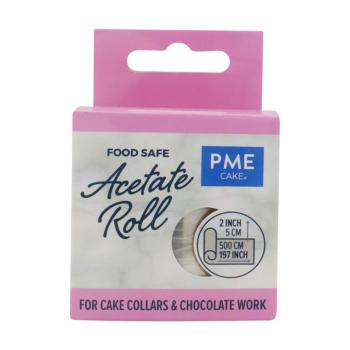 FOOD SAFE
Acetate
Roll
PME
CAKE
2 INCH
5 CM
500 CM
197 INCH
FOR CAKE COLLARS & CHOCOLATE WORK